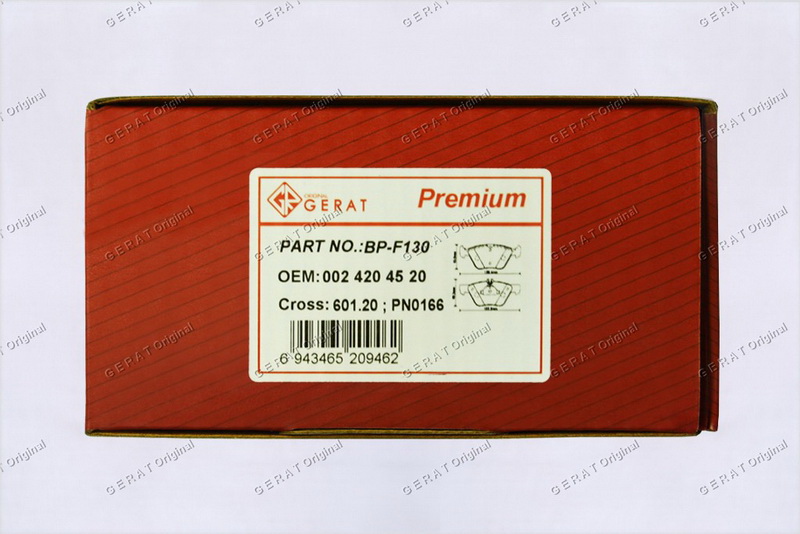 ORIGINAL
GERAT
Premium
PART NO.:BP-F130
OEM:002 420 45 20
Cross:601.20 ; PN0166
6 943465 209462
GERAT Original